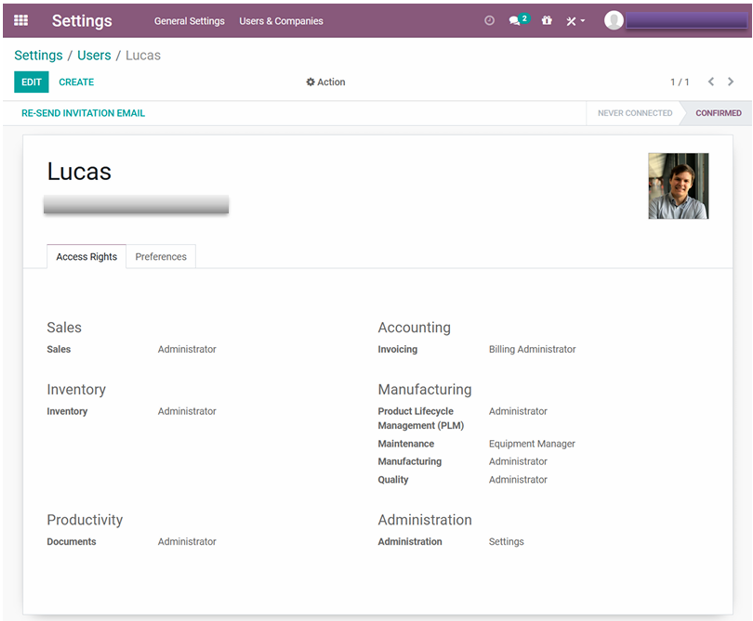 Settings General Settings Users & Companies 2
Settings / Users / Lucas
EDIT CREATE Action 1 / 1
RE-SEND INVITATION EMAIL NEVER CONNECTED CONFIRMED
Lucas
Access Rights Preferences
Sales Accounting
Sales Administrator Invoicing Billing Administrator
Inventory Manufacturing
Inventory Administrator Product Lifecycle Administrator
Management (PLM)
Maintenance Equipment Manager
Manufacturing Administrator
Quality Administrator
Productivity Administration
Documents Administrator Administration Settings